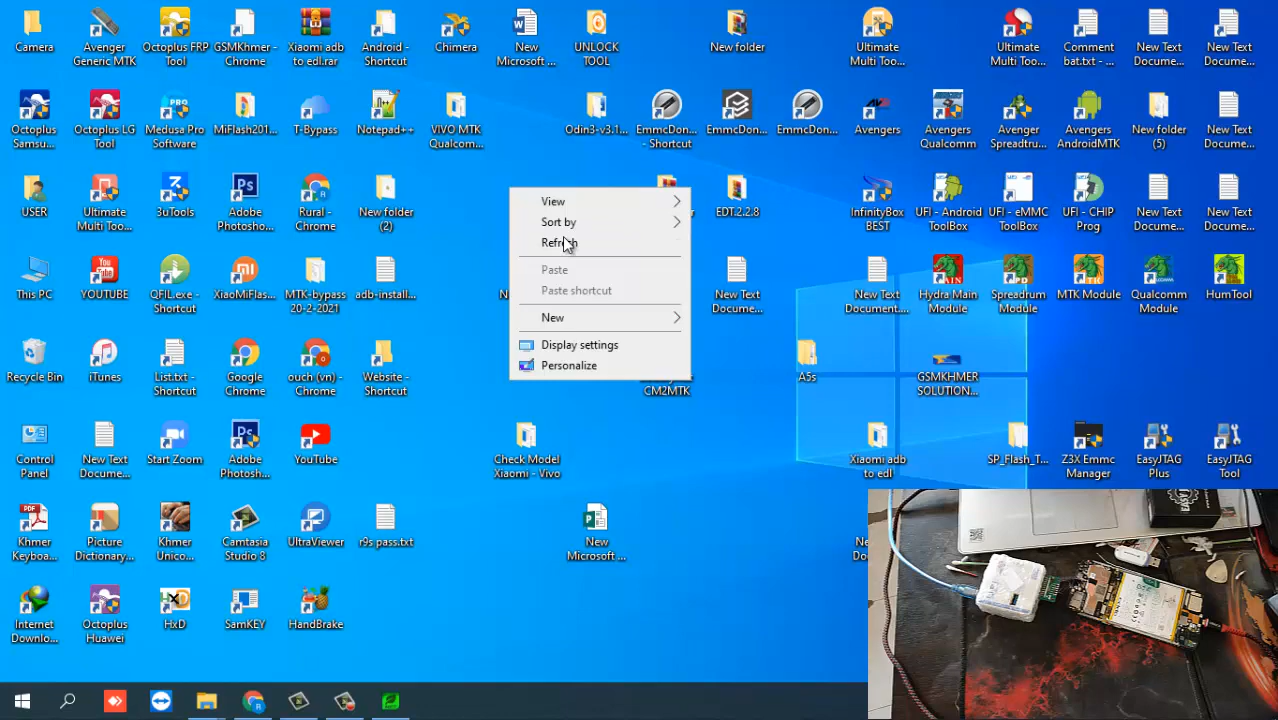 Camera
Avenger
Generic MTK
Octoplus FRP
Tool
GSMKhmer -
Chrome
Xiaomi adb
to edl.rar
Android -
Shortcut
Chimera
New
Microsoft ...
UNLOCK
TOOL
New folder
Ultimate
Multi Too...
Ultimate
Multi Too...
Comment
bat.txt - ...
New Text
Docume...
New Text
Docume...
Octoplus
Samsu...
Octoplus LG
Tool
Medusa Pro
Software
MiFlash201...
T-Bypass
Notepad++
VIVO MTK
Qualcom...
Odin3-v3.1...
EmmcDon...
- Shortcut
EmmcDon...
EmmcDon...
Avengers
Avengers
Qualcomm
Avenger
Spreadtru...
Avengers
AndroidMTK
New folder
(5)
New Text
Docume...
USER
Ultimate
Multi Too...
3uTools
Adobe
Photosho...
Rural -
Chrome
New folder
(2)
EDT.2.2.8
InfinityBox
BEST
UFI - Android
ToolBox
UFI - eMMC
ToolBox
UFI - CHIP
Prog
New Text
Docume...
New Text
Docume...
View
Sort by
Refresh
Paste
Paste shortcut
New
Display settings
Personalize
This PC
YOUTUBE
QFIL.exe -
Shortcut
XiaoMiFlas...
MTK-bypass
20-2-2021
adb-install...
New Text
Docume...
New Text
Document....
Hydra Main
Module
Spreadrum
Module
MTK Module
Qualcomm
Module
HumTool
Recycle Bin
iTunes
List.txt -
Shortcut
Google
Chrome
ouch (vn) -
Chrome
Website -
Shortcut
CM2MTK
A5s
GSMKHMER
SOLUTION...
Control
Panel
New Text
Docume...
Start Zoom
Adobe
Photosh...
YouTube
Check Model
Xiaomi - Vivo
Xiaomi adb
to edl
SP_Flash_T...
Z3X Emmc
Manager
EasyJTAG
Plus
EasyJTAG
Tool
Khmer
Keyboa...
Picture
Dictionary...
Khmer
Unico...
Camtasia
Studio 8
UltraViewer
r9s pass.txt
New
Microsoft ...
Internet
Downlo...
Octoplus
Huawei
HxD
SamKEY
HandBrake